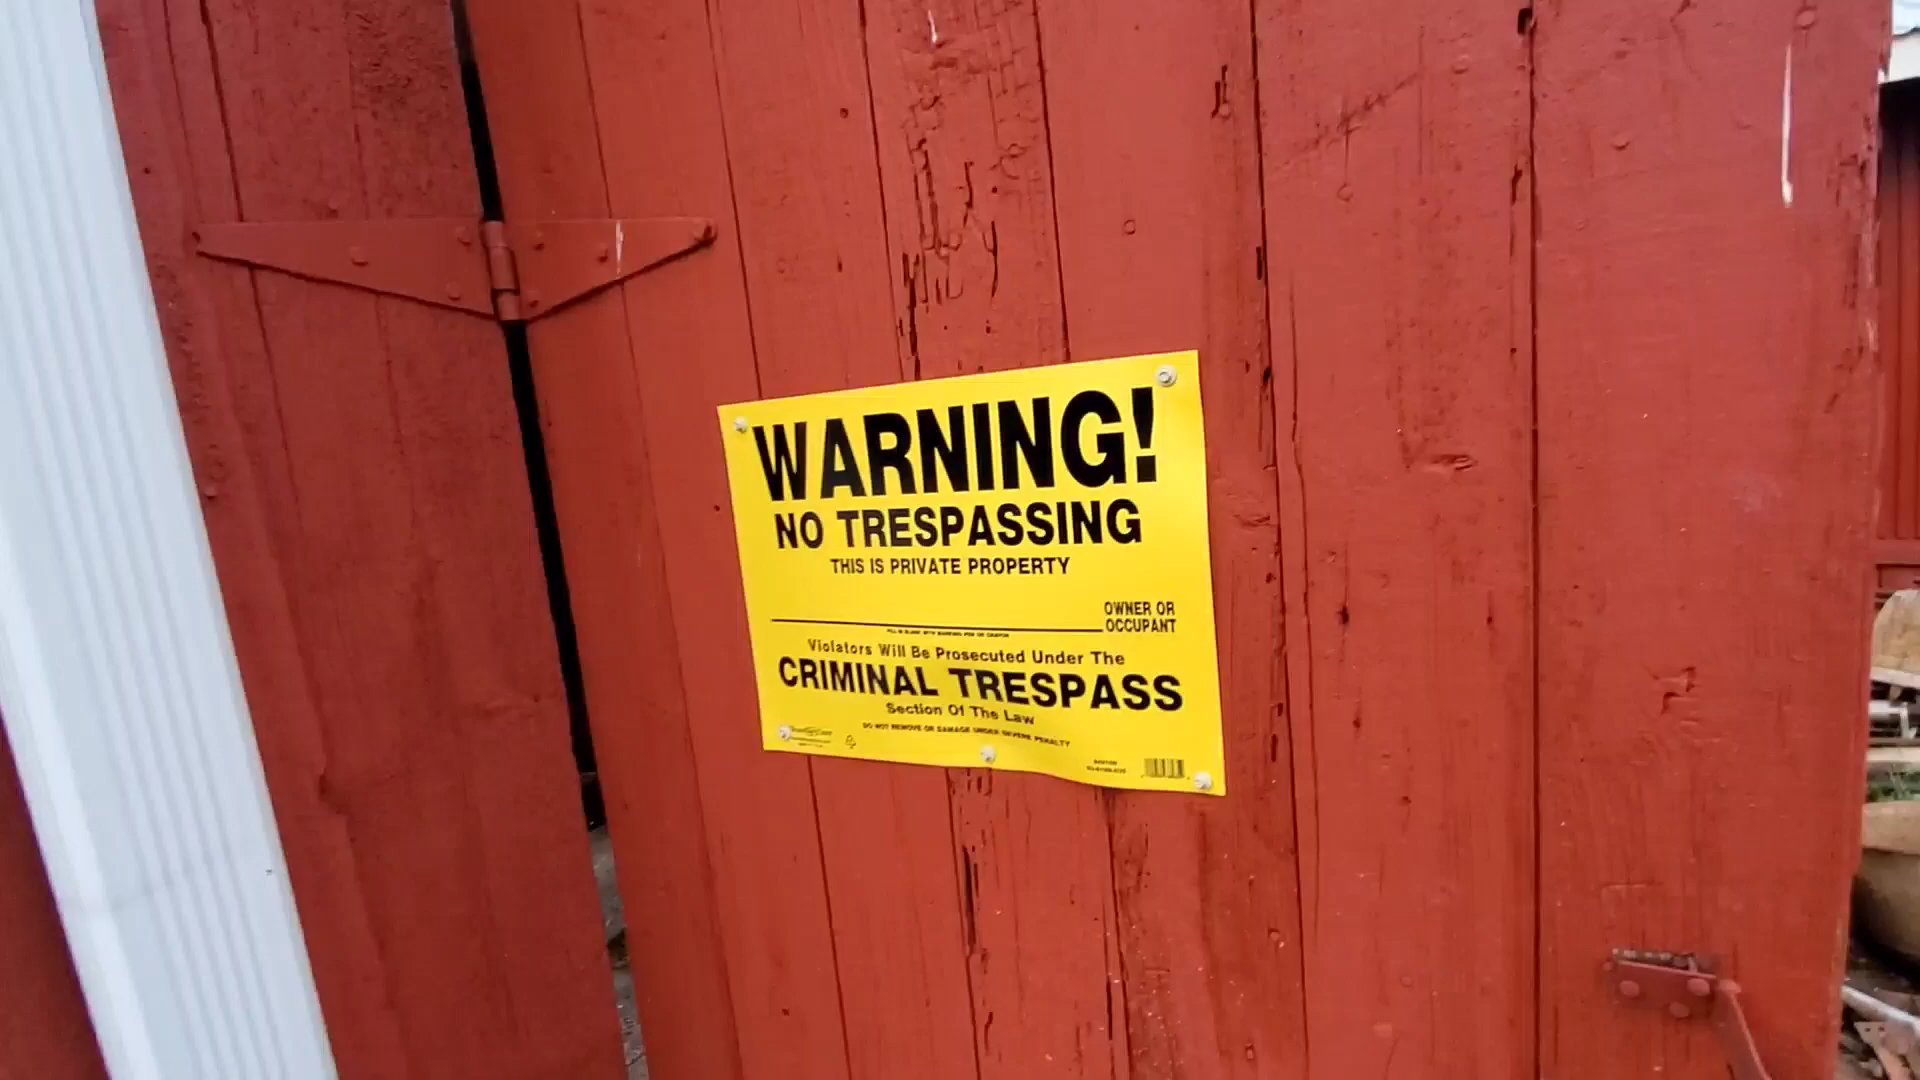 WARNING!
NO TRESPASSING
THIS IS PRIVATE PROPERTY
OWNER OR
OCCUPANT
Violators Will Be Prosecuted Under The
CRIMINAL TRESPASS
Section Of The Law
DO NOT REMOVE OR DAMAGE UNDER SEVERE PENALTY